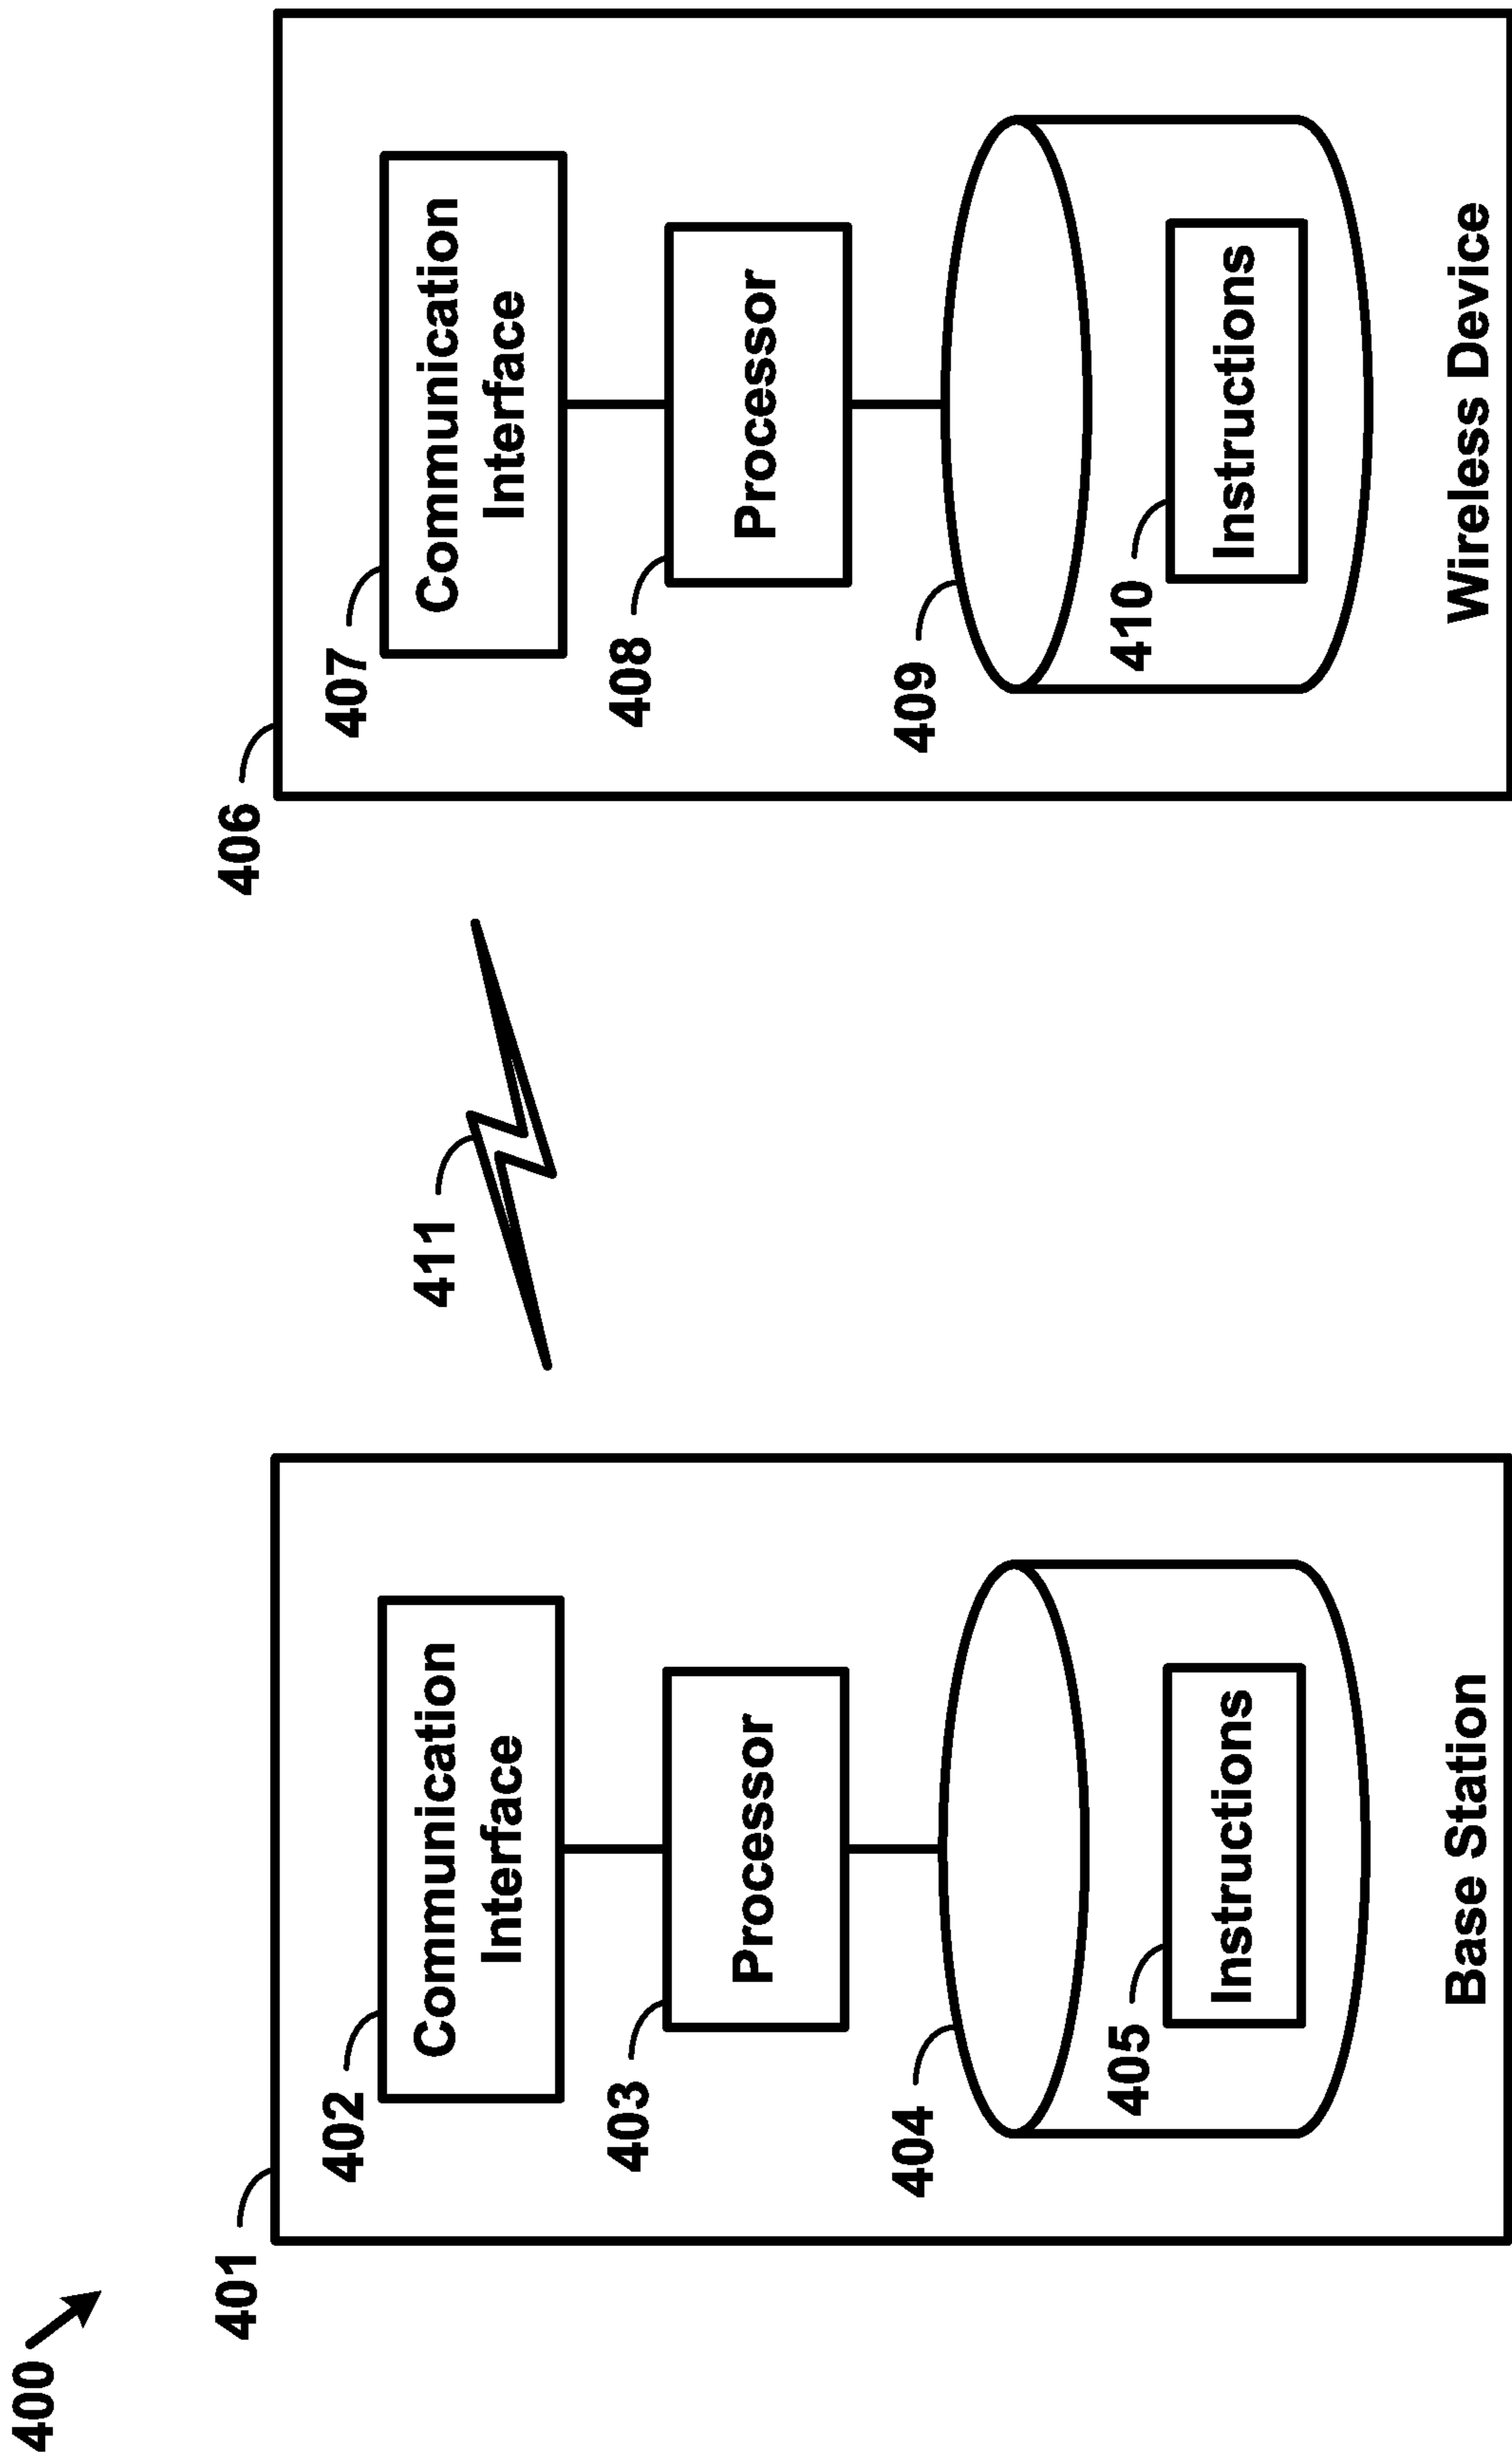 400
401
402
Communication
Interface
403
Processor
404
405
Instructions
Base Station
411
406
407
Communication
Interface
408
Processor
409
410
Instructions
Wireless Device